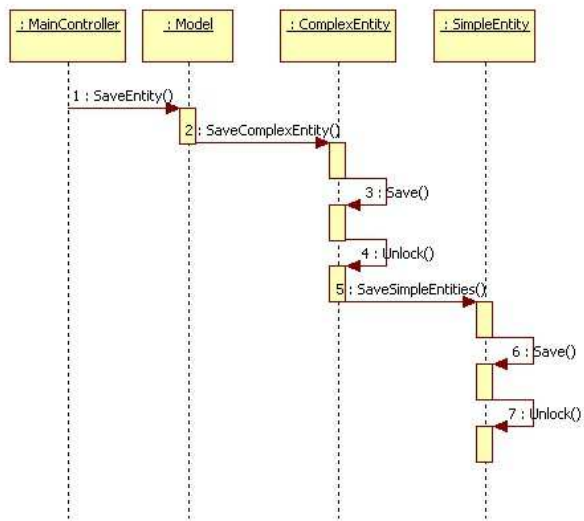 : MainController
: Model
: ComplexEntity
: SimpleEntity
1 : SaveEntity()
2 : SaveComplexEntity()
3 : Save()
4 : Unlock()
5 : SaveSimpleEntities()
6 : Save()
7 : Unlock()